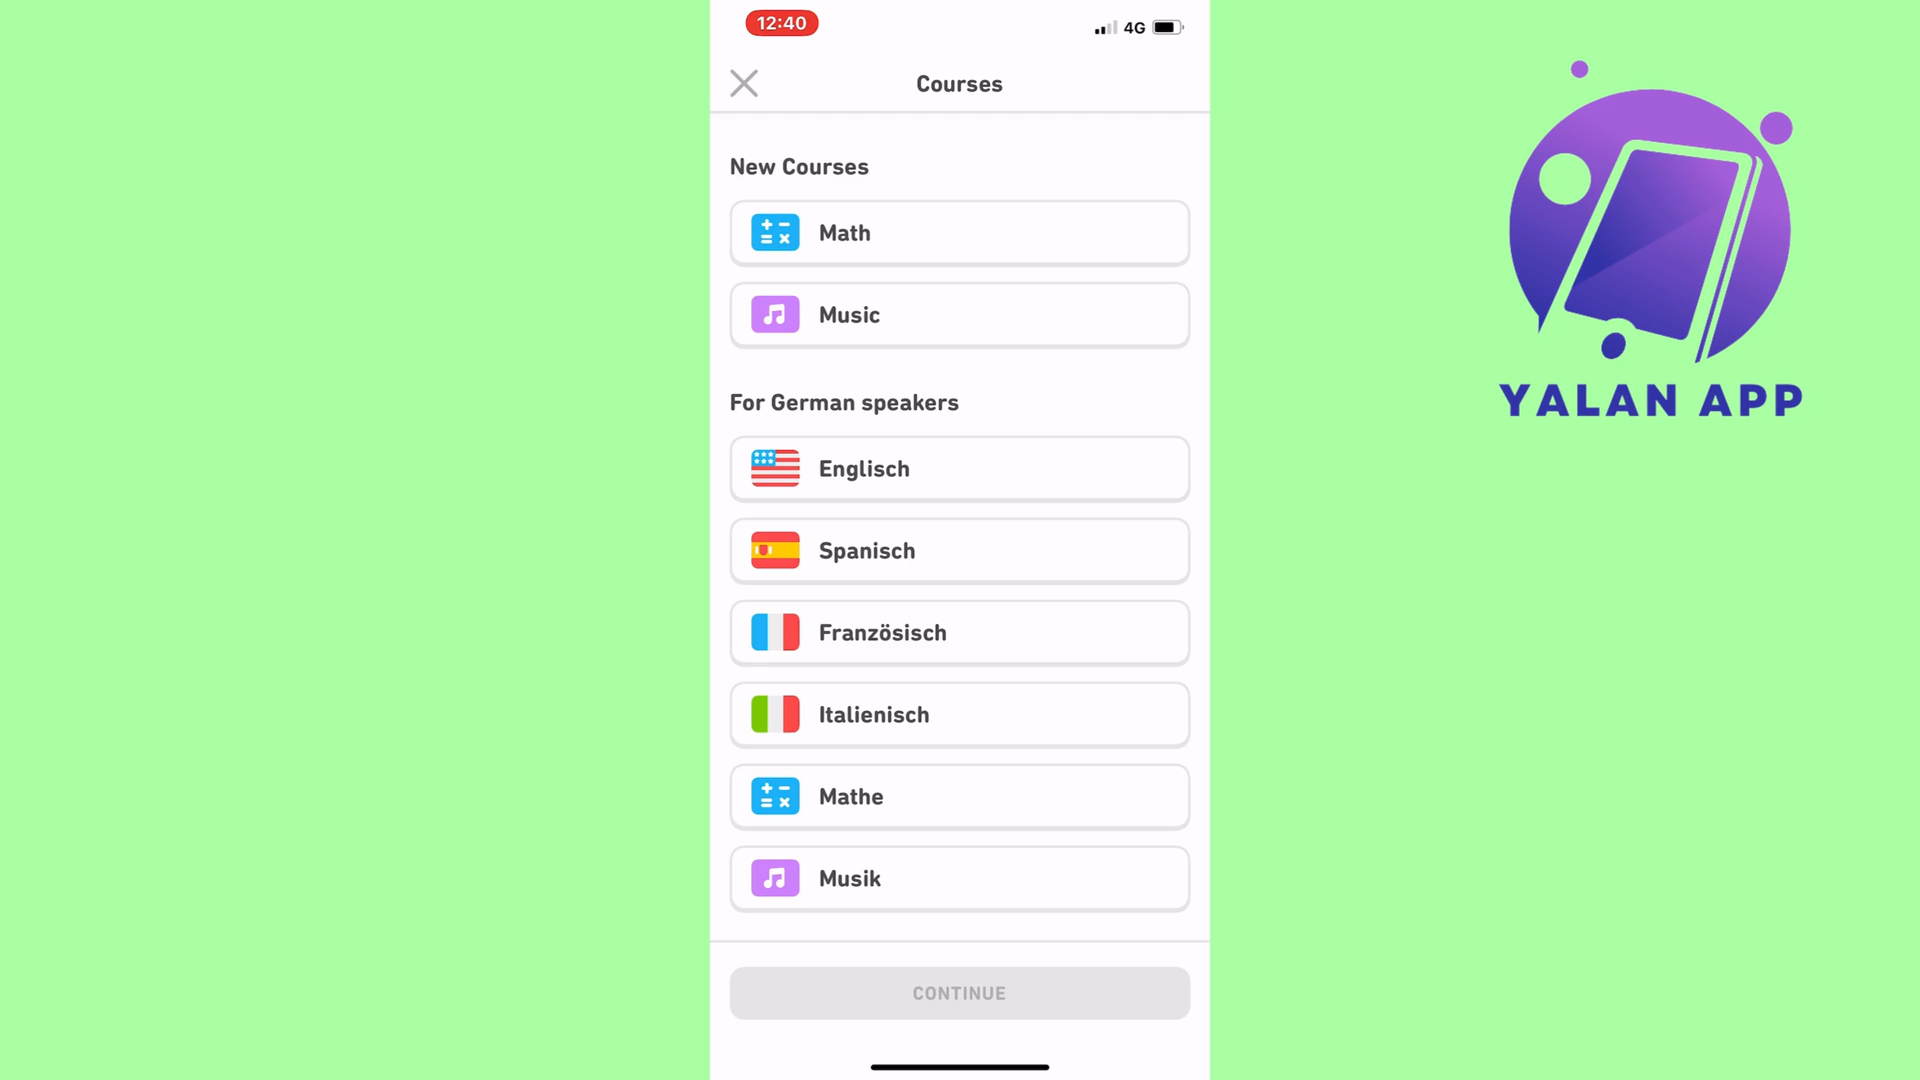 12:40
4G
Courses
New Courses
Math
Music
For German speakers
Englisch
Spanisch
Französisch
Italienisch
Mathe
Musik
CONTINUE
YALAN APP